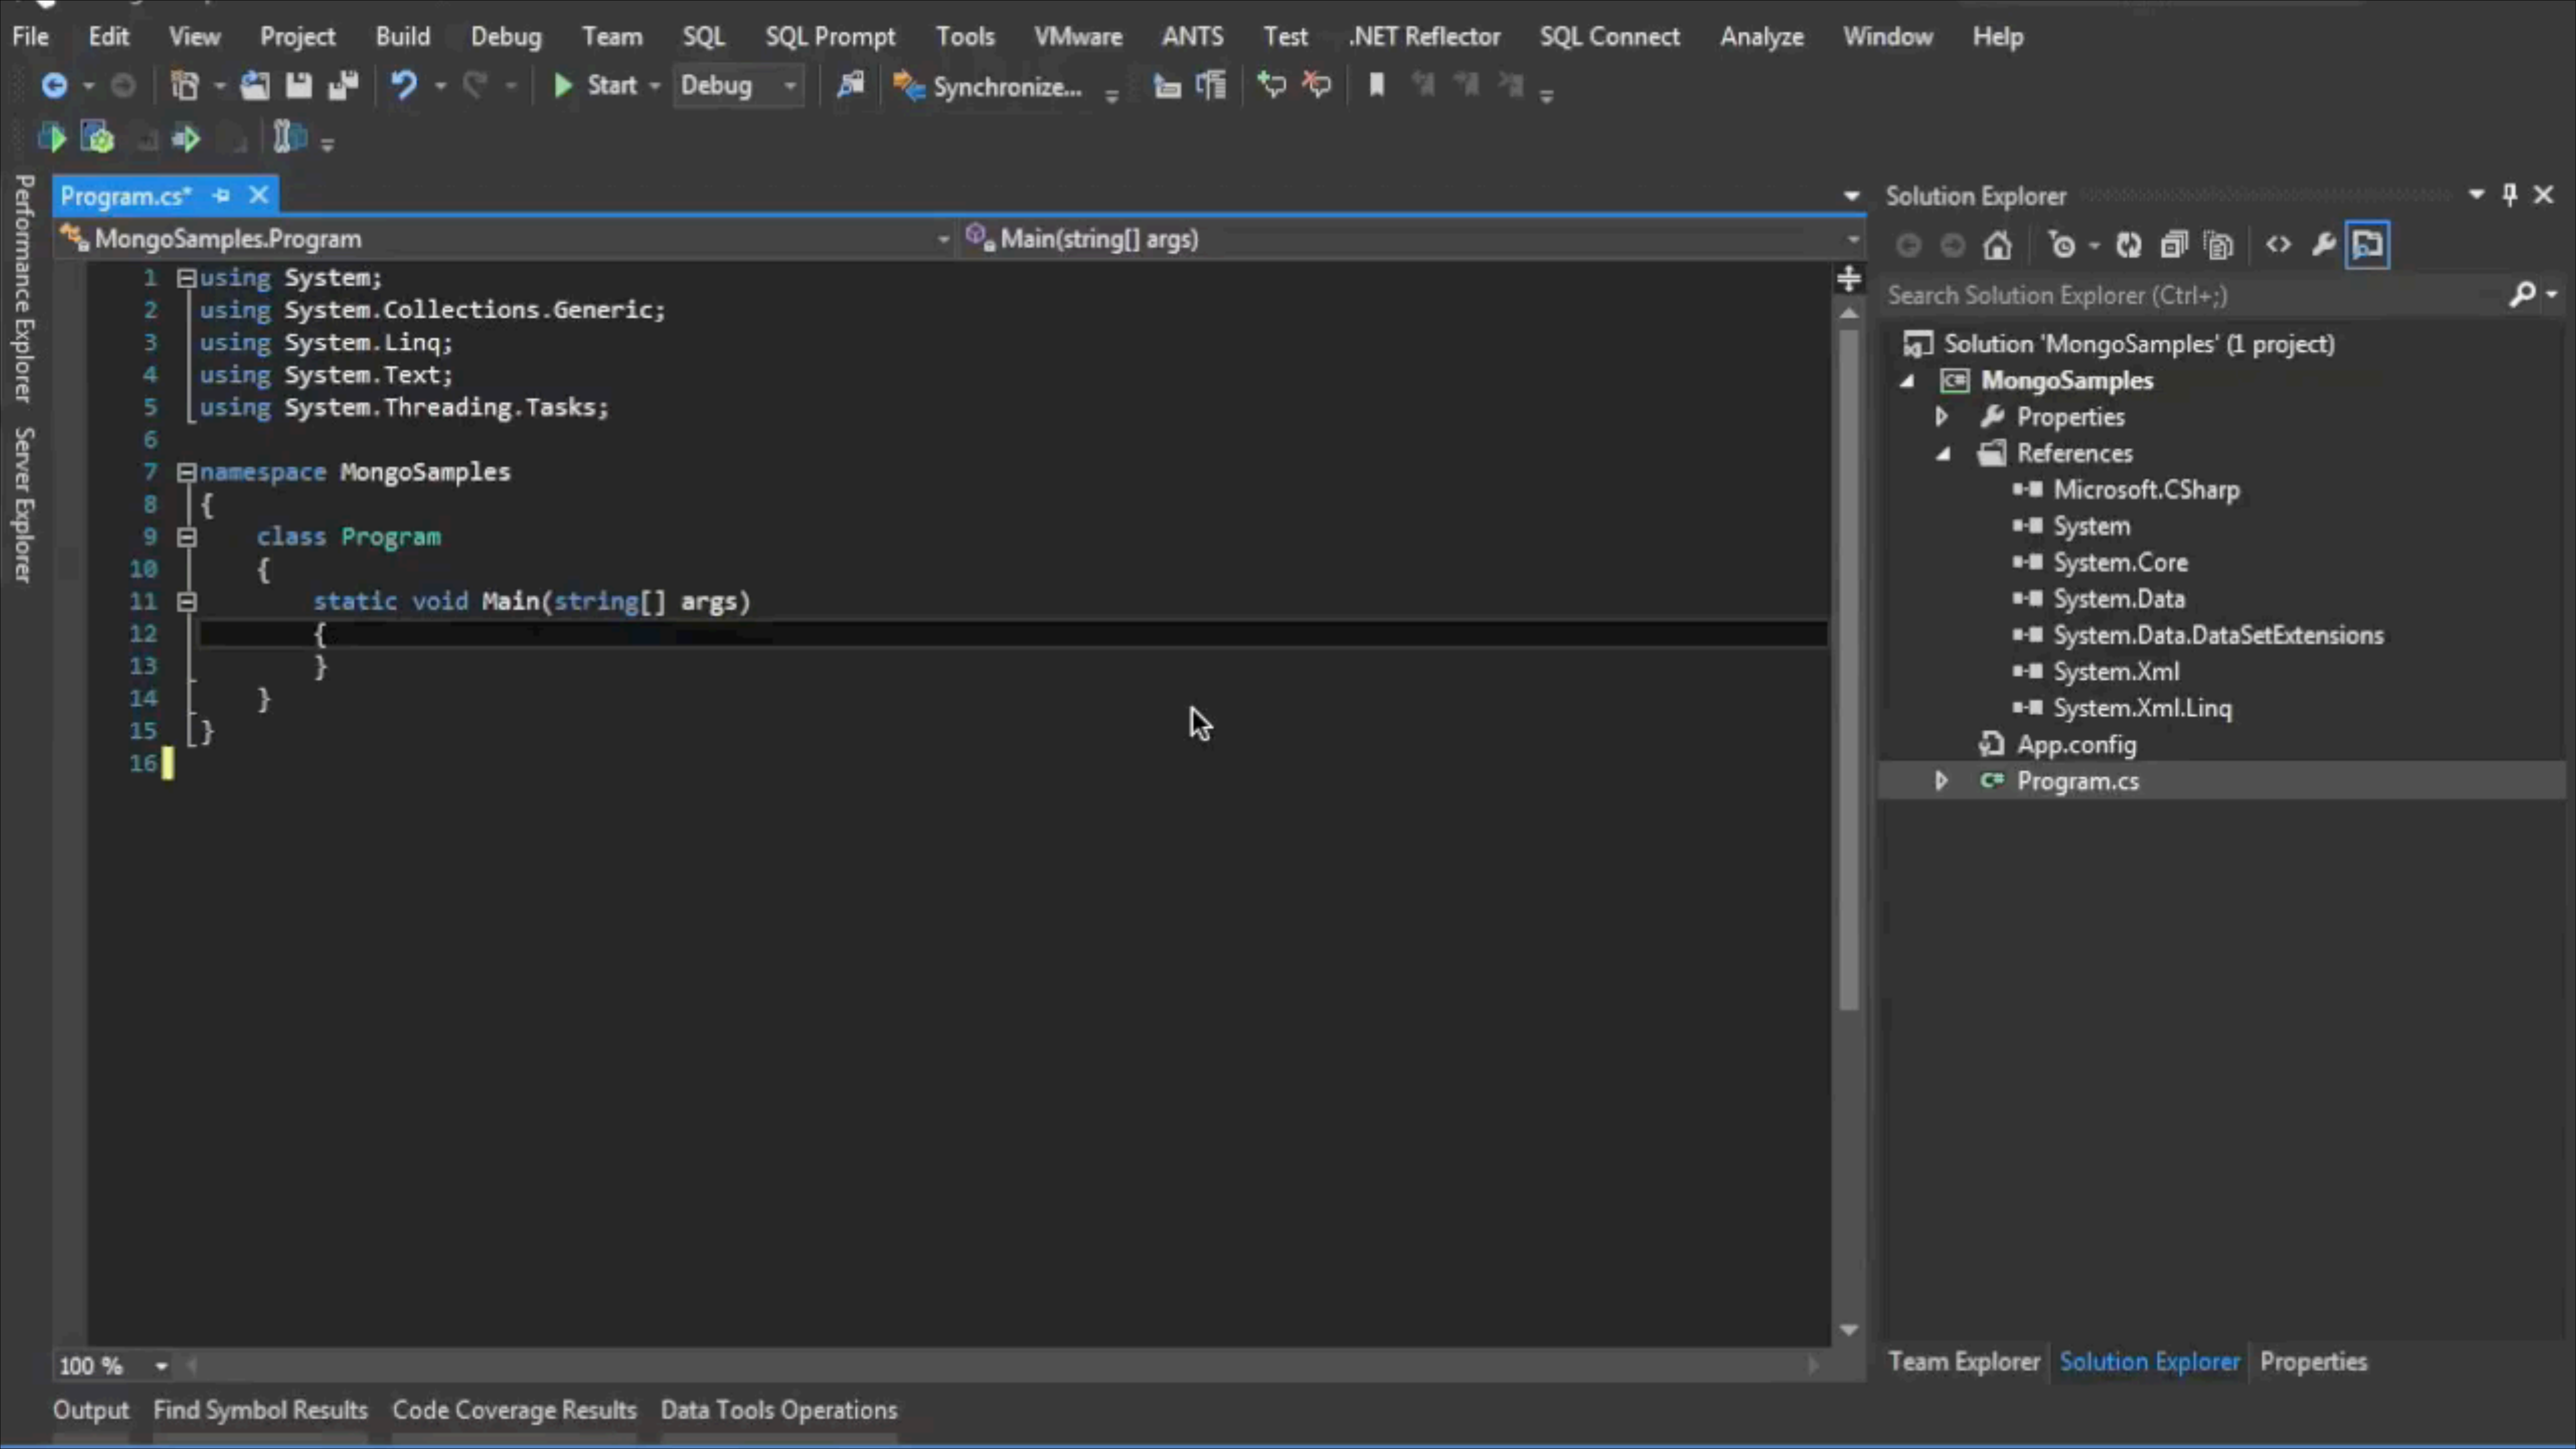 File Edit View Project Build Debug Team SQL SQL Prompt Tools VMware ANTS Test .NET Reflector SQL Connect Analyze Window Help
Start Debug Synchronize...
Performance Explorer
Server Explorer
Program.cs*
MongoSamples.Program Main(string[] args)
1 using System;
2 using System.Collections.Generic;
3 using System.Linq;
4 using System.Text;
5 using System.Threading.Tasks;
6
7 namespace MongoSamples
8 {
9 class Program
10 {
11 static void Main(string[] args)
12 {
13 }
14 }
15 }
16
100 %
Output Find Symbol Results Code Coverage Results Data Tools Operations
Solution Explorer
Search Solution Explorer (Ctrl+;)
Solution 'MongoSamples' (1 project)
MongoSamples
Properties
References
Microsoft.CSharp
System
System.Core
System.Data
System.Data.DataSetExtensions
System.Xml
System.Xml.Linq
App.config
Program.cs
Team Explorer Solution Explorer Properties